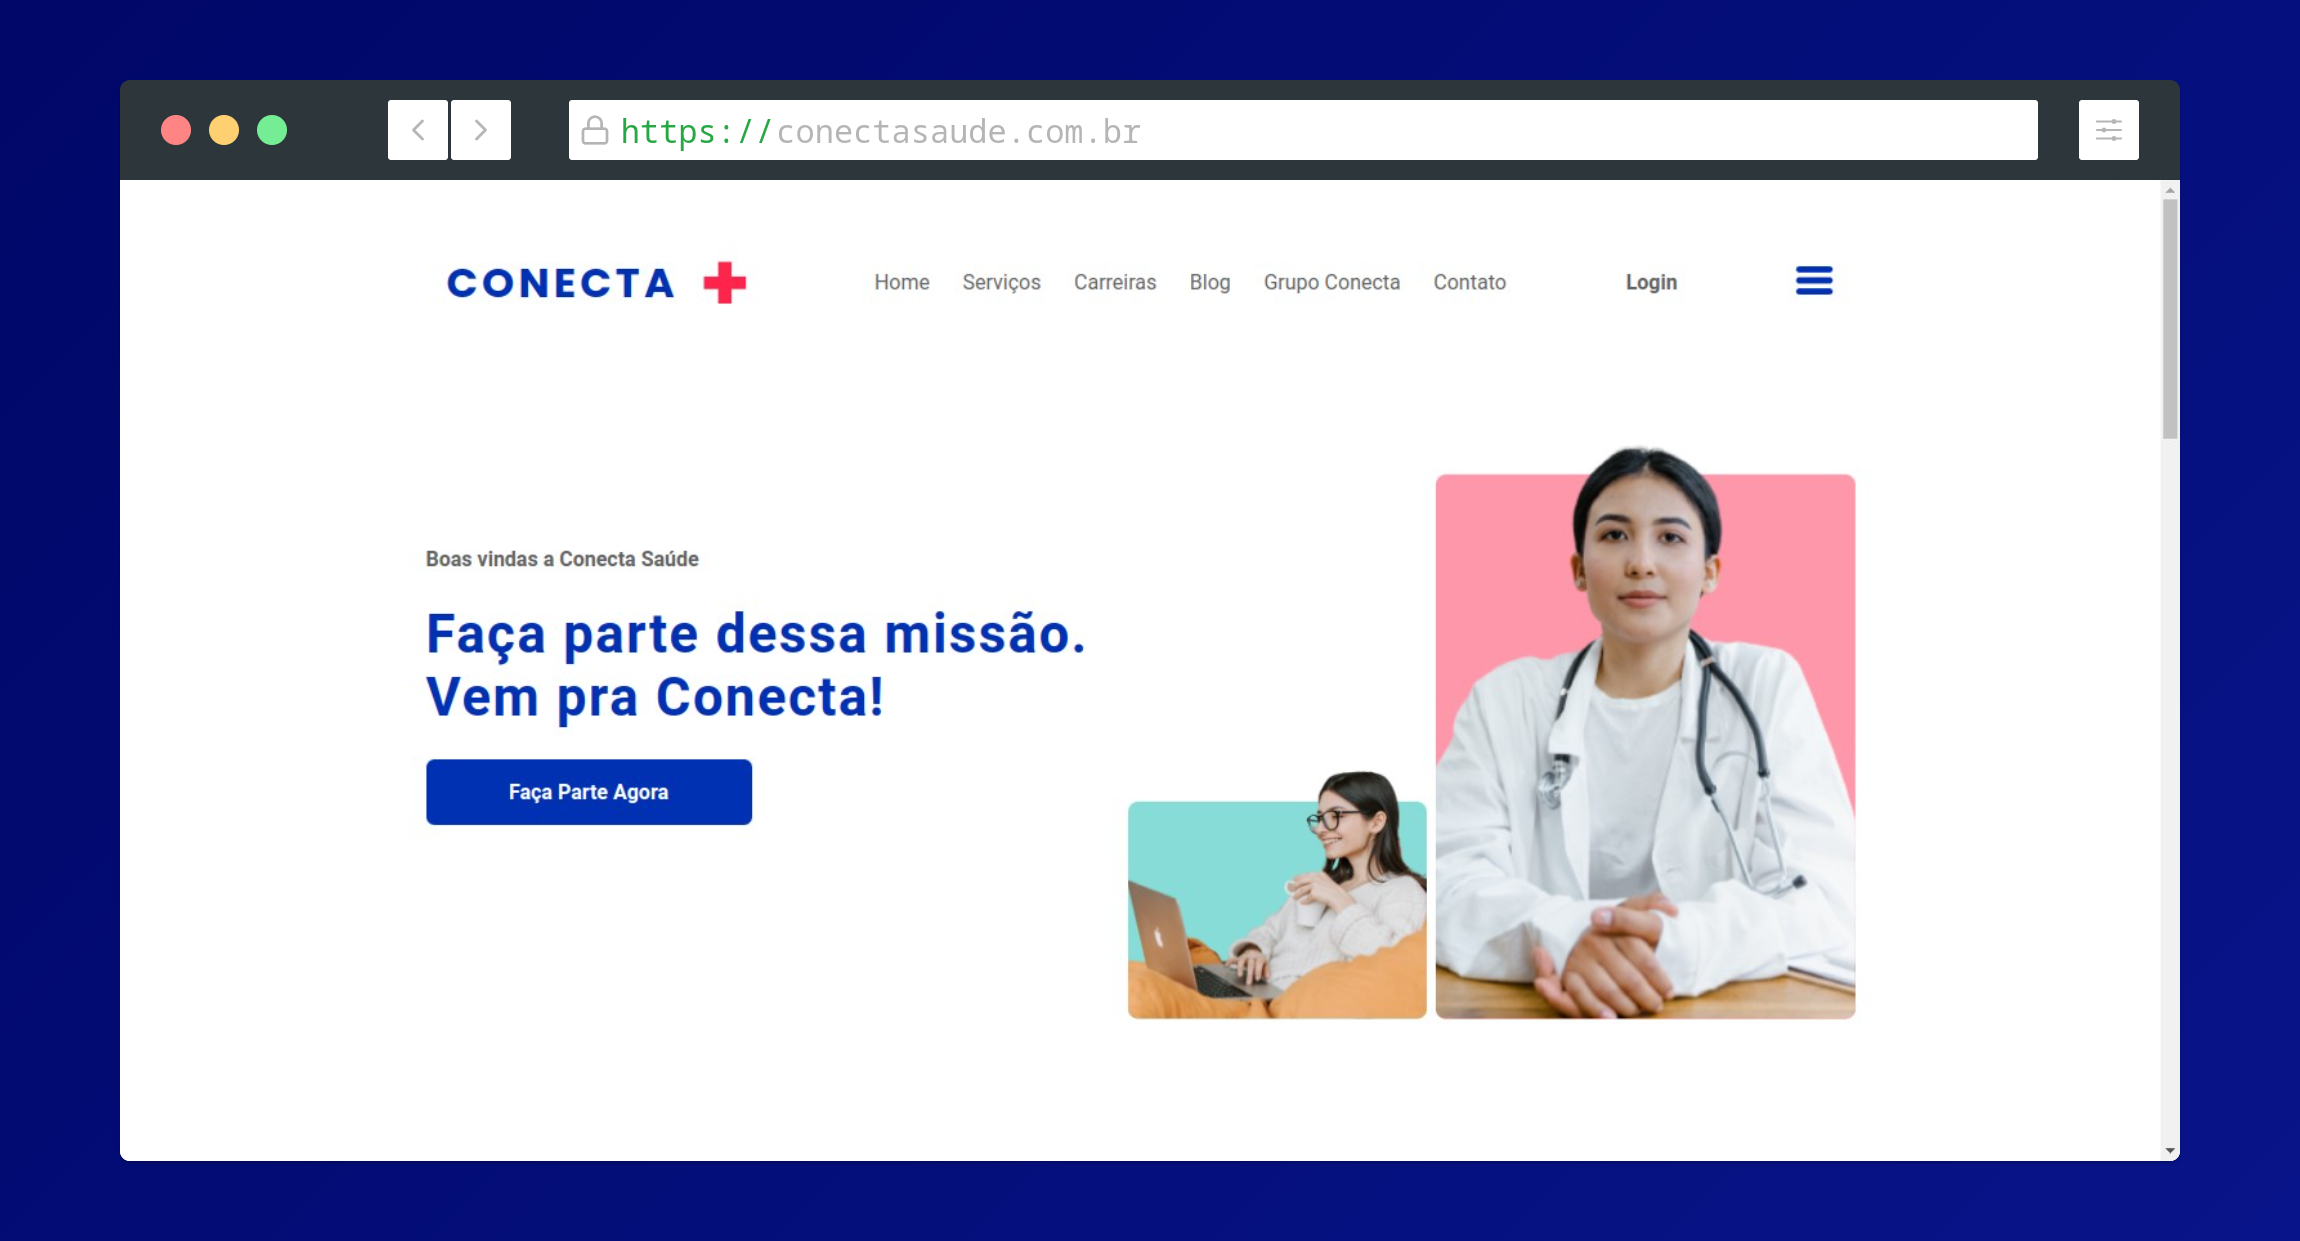 https://conectasaude.com.br
CONECTA
Home Serviços Carreiras Blog Grupo Conecta Contato Login
Boas vindas a Conecta Saúde
Faça parte dessa missão.
Vem pra Conecta!
Faça Parte Agora